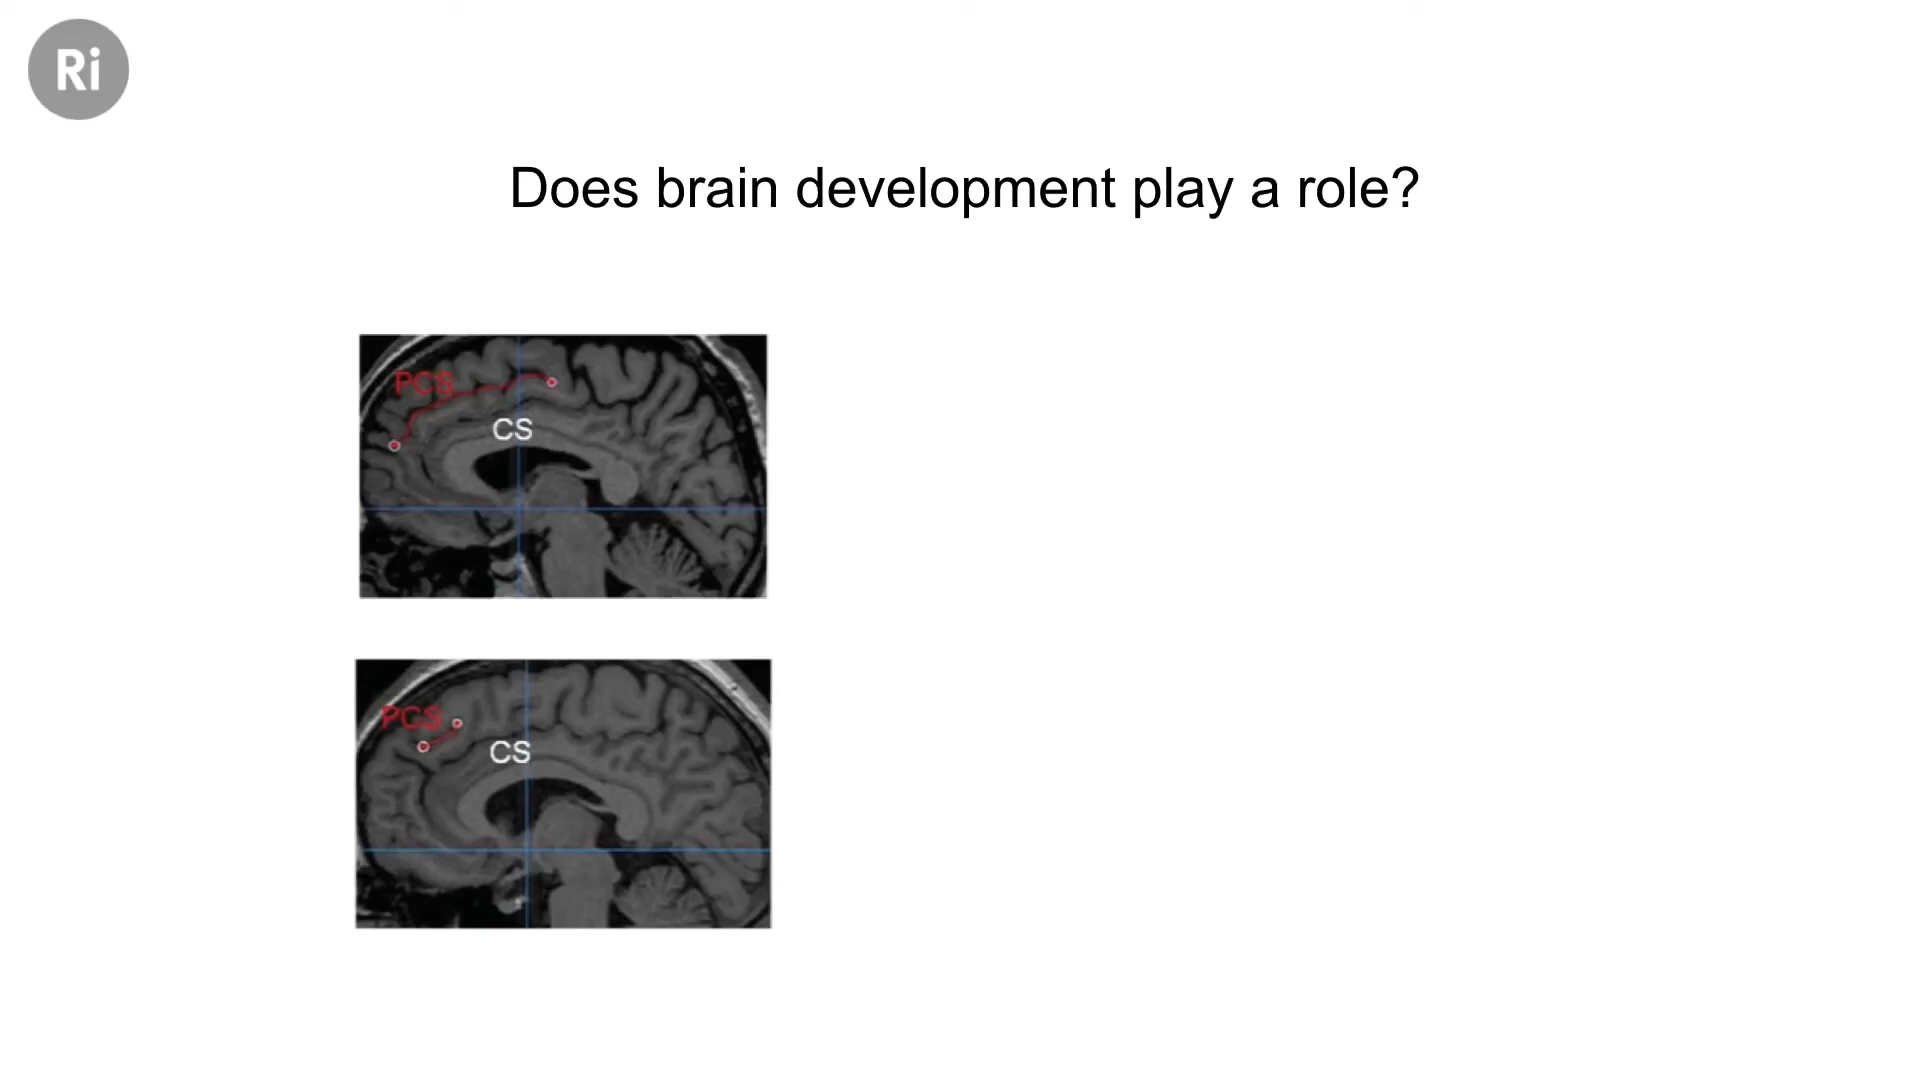 Ri
Does brain development play a role?
PCS
CS
PCS
CS